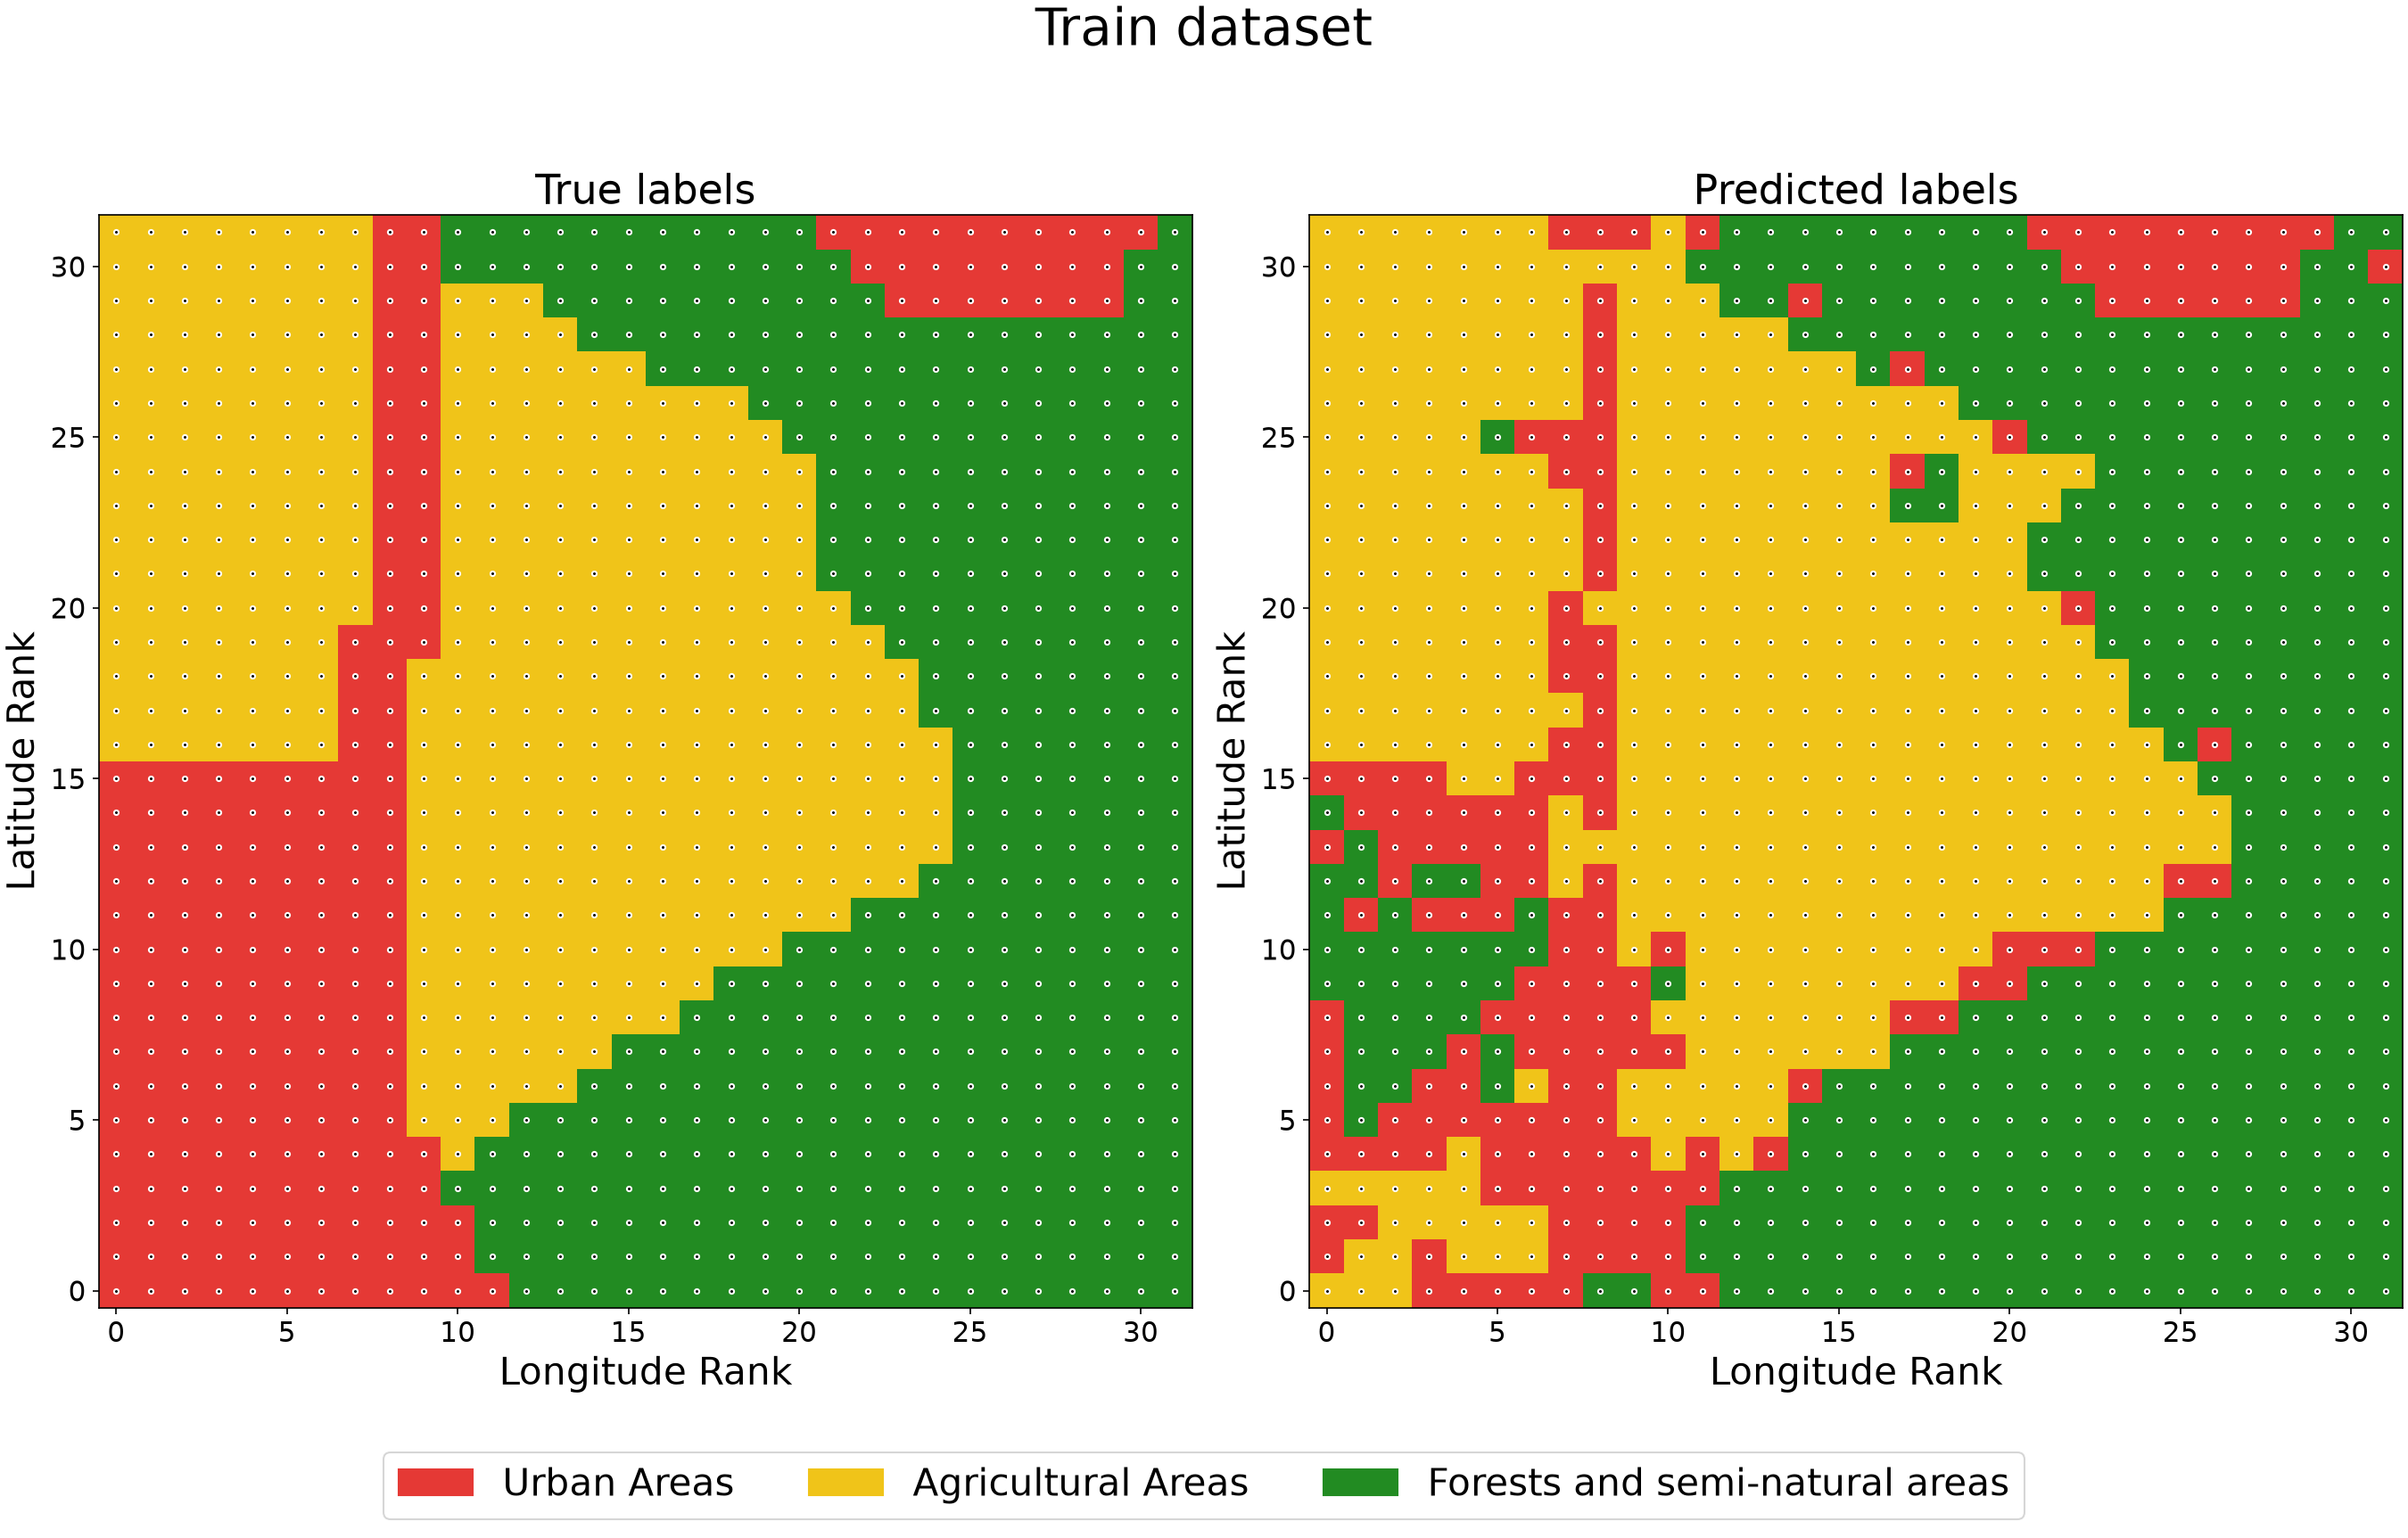 Train dataset
True labels
Predicted labels
Latitude Rank
30
25
20
15
10
5
0
0 5 10 15 20 25 30
Longitude Rank
Latitude Rank
30
25
20
15
10
5
0
0 5 10 15 20 25 30
Longitude Rank
Urban Areas Agricultural Areas Forests and semi-natural areas